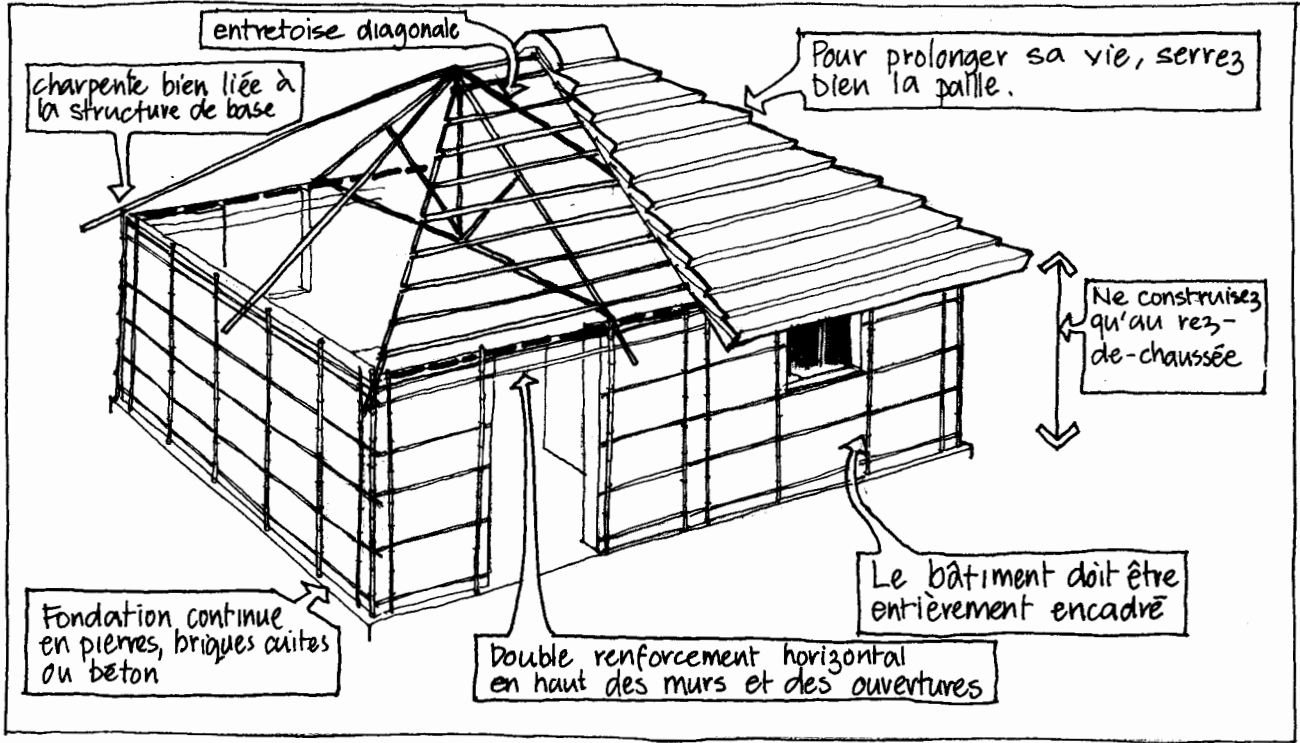 entretoise diagonale
charpente bien liée à
la structure de base
Pour prolonger sa vie, serrez
bien la paille.
Ne construisez
qu'au rez-
de-chaussée
Le bâtiment doit être
entièrement encadré
Fondation continue
en pierres, briques cuites
ou béton
Double renforcement horizontal
en haut des murs et des ouvertures